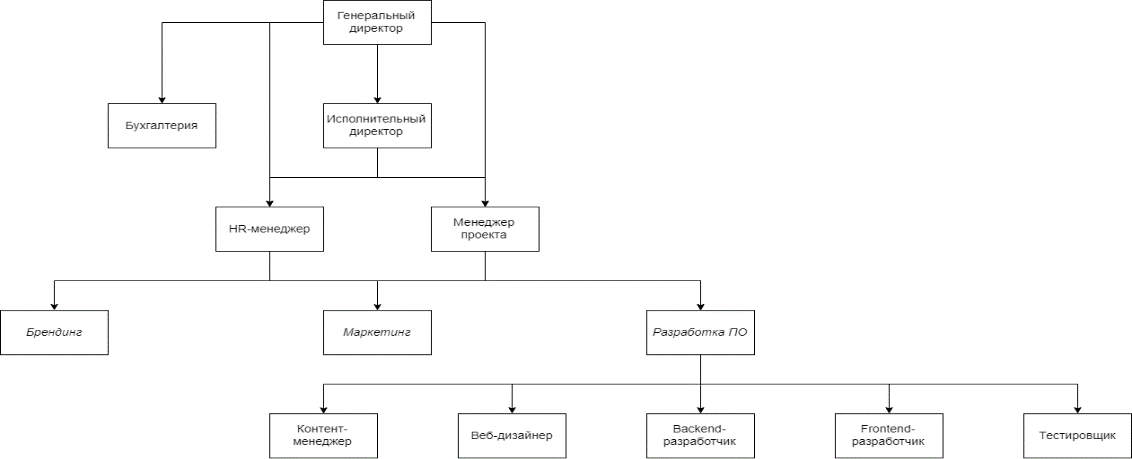 Генеральный
директор
Бухгалтерия
Исполнительный
директор
HR-менеджер
Менеджер
проекта
Брендинг
Маркетинг
Разработка ПО
Контент-
менеджер
Веб-дизайнер
Backend-
разработчик
Frontend-
разработчик
Тестировщик